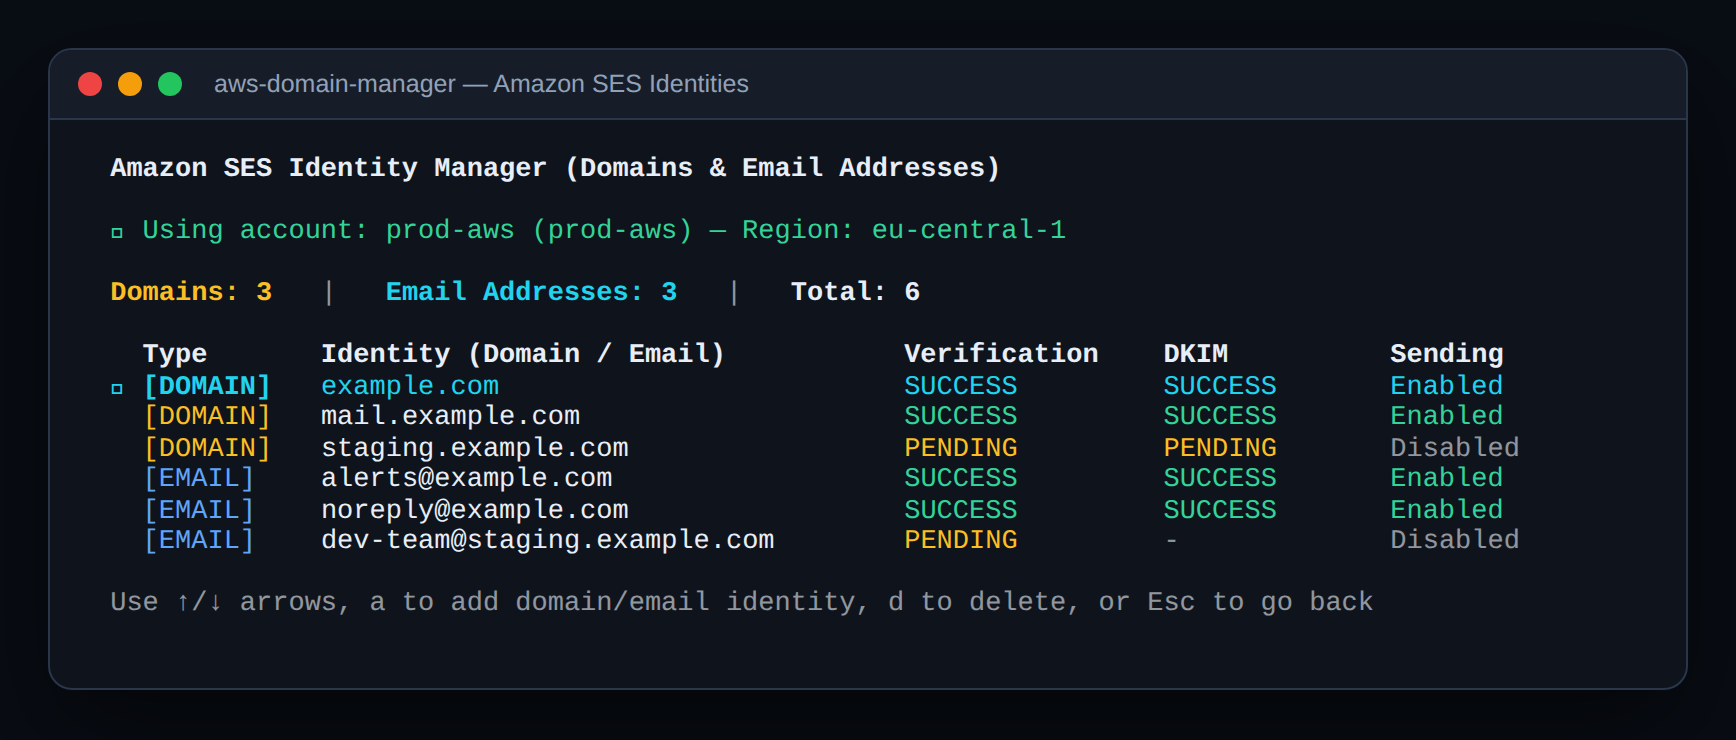 aws-domain-manager — Amazon SES Identities
Amazon SES Identity Manager (Domains & Email Addresses)
Using account: prod-aws (prod-aws) — Region: eu-central-1
Domains: 3 | Email Addresses: 3 | Total: 6
Type Identity (Domain / Email) Verification DKIM Sending
[DOMAIN] example.com SUCCESS SUCCESS Enabled
[DOMAIN] mail.example.com SUCCESS SUCCESS Enabled
[DOMAIN] staging.example.com PENDING PENDING Disabled
[EMAIL] alerts@example.com SUCCESS SUCCESS Enabled
[EMAIL] noreply@example.com SUCCESS SUCCESS Enabled
[EMAIL] dev-team@staging.example.com PENDING - Disabled
Use ↑/↓ arrows, a to add domain/email identity, d to delete, or Esc to go back